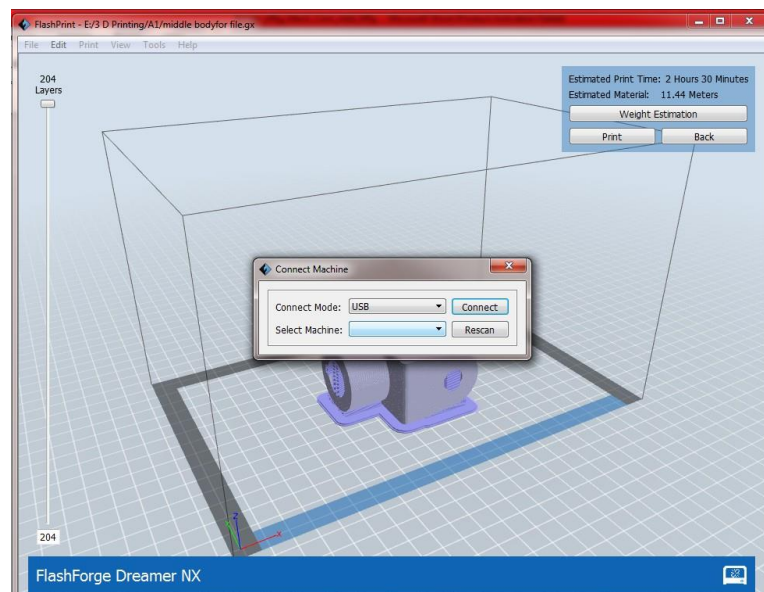 FlashPrint - E:/3 D Printing/A1/middle bodyfor file.gx
File Edit Print View Tools Help
204
Layers
Estimated Print Time: 2 Hours 30 Minutes
Estimated Material: 11.44 Meters
Weight Estimation
Print Back
Connect Machine
Connect Mode: USB Connect
Select Machine: Rescan
z
x
204
FlashForge Dreamer NX